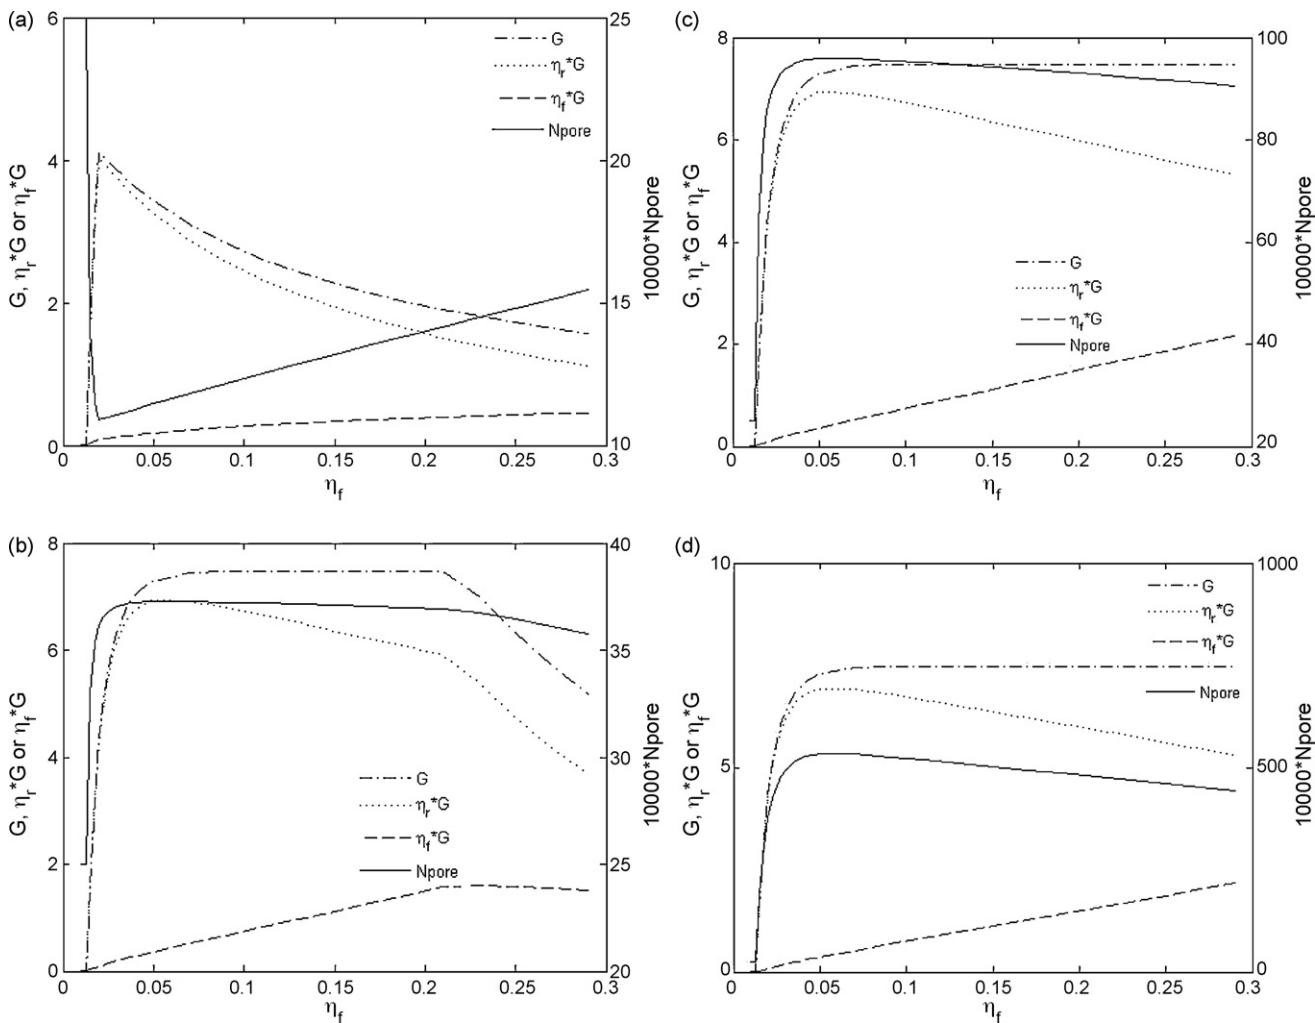 (a)
6
4
2
0
G, ηr*G or ηf*G
25
20
15
10
10000*Npore
0
0.05
0.1
0.15
0.2
0.25
0.3
ηf
G
ηr*G
ηf*G
Npore
(c)
8
6
4
2
0
G, ηr*G or ηf*G
100
80
60
40
20
10000*Npore
0
0.05
0.1
0.15
0.2
0.25
0.3
ηf
G
ηr*G
ηf*G
Npore
(b)
8
6
4
2
0
G, ηr*G or ηf*G
40
35
30
25
20
10000*Npore
0
0.05
0.1
0.15
0.2
0.25
0.3
ηf
G
ηr*G
ηf*G
Npore
(d)
10
5
0
G, ηr*G or ηf*G
1000
500
0
10000*Npore
0
0.05
0.1
0.15
0.2
0.25
0.3
ηf
G
ηr*G
ηf*G
Npore